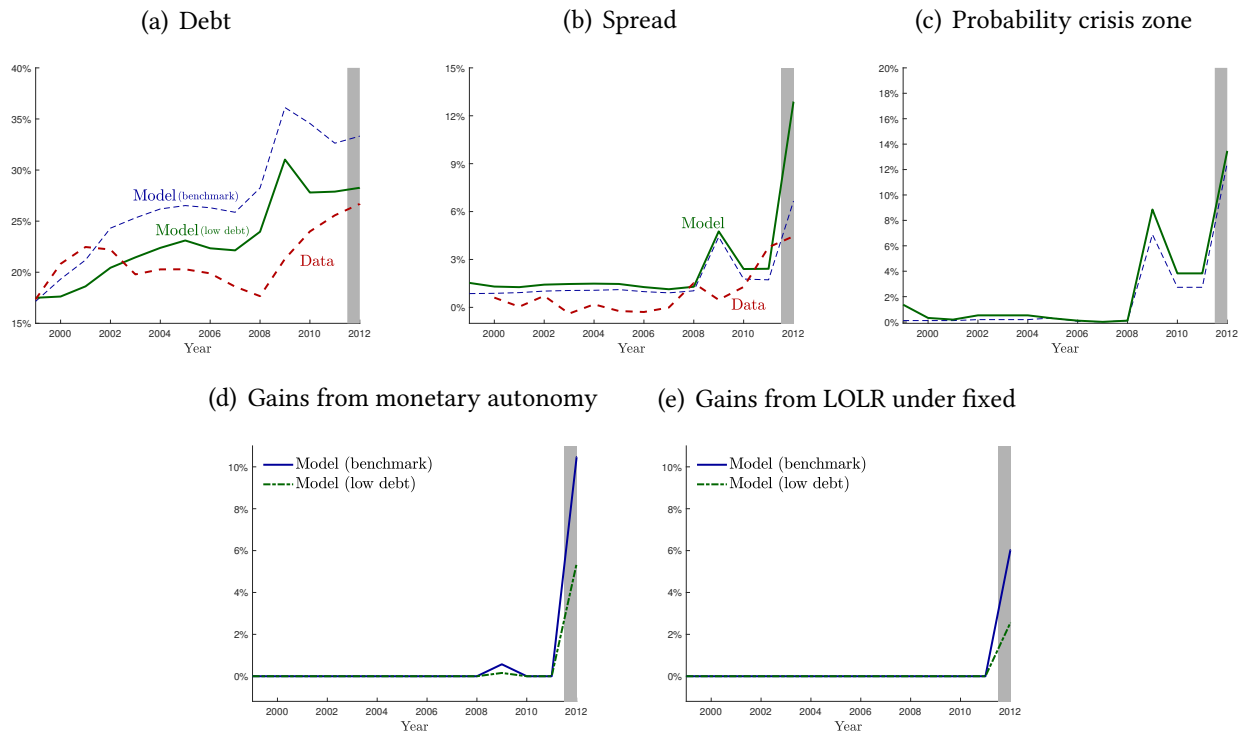 (a) Debt
(b) Spread
(c) Probability crisis zone
40%
35%
30%
25%
20%
15%
Model (benchmark)
Model (low debt)
Data
2000 2002 2004 2006 2008 2010 2012
Year
15%
12%
9%
6%
3%
0%
Model
Data
2000 2002 2004 2006 2008 2010 2012
Year
20%
18%
16%
14%
12%
10%
8%
6%
4%
2%
0%
2000 2002 2004 2006 2008 2010 2012
Year
(d) Gains from monetary autonomy
(e) Gains from LOLR under fixed
10%
8%
6%
4%
2%
0%
Model (benchmark)
Model (low debt)
2000 2002 2004 2006 2008 2010 2012
Year
10%
8%
6%
4%
2%
0%
Model (benchmark)
Model (low debt)
2000 2002 2004 2006 2008 2010 2012
Year